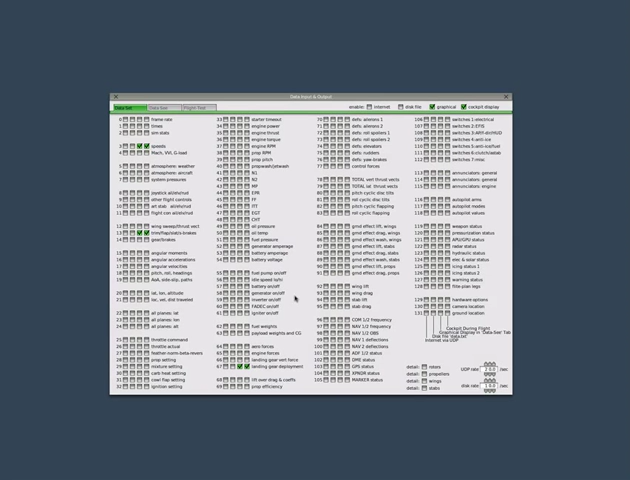 Data Input & Output
Data Set
Data See
Flight-Test
enable:
internet
disk file
graphical
cockpit display
0 frame rate
1 times
2 sim stats
3 speeds
4 Mach, VVI, G-load
5 atmosphere: weather
6 atmosphere: aircraft
7 system pressures
8 joystick ail/elv/rud
9 other flight controls
10 art stab ail/elv/rud
11 flight con ail/elv/rud
12 wing sweep/thrust vect
13 trim/flap/slat/s-brakes
14 gear/brakes
15 angular moments
16 angular accelerations
17 angular velocities
18 pitch, roll, headings
19 AoA, side-slip, paths
20 lat, lon, altitude
21 loc, vel, dist traveled
22 all planes: lat
23 all planes: lon
24 all planes: alt
25 throttle command
26 throttle actual
27 feather-norm-beta-revers
28 prop setting
29 mixture setting
30 carb heat setting
31 cowl flap setting
32 ignition setting
33 starter timeout
34 engine power
35 engine thrust
36 engine torque
37 engine RPM
38 prop RPM
39 prop pitch
40 propwash/jetwash
41 N1
42 N2
43 MP
44 EPR
45 FF
46 ITT
47 EGT
48 CHT
49 oil pressure
50 oil temp
51 fuel pressure
52 generator amperage
53 battery amperage
54 battery voltage
55 fuel pump on/off
56 idle speed lo/hi
57 battery on/off
58 generator on/off
59 inverter on/off
60 FADEC on/off
61 igniter on/off
62 fuel weights
63 payload weights and CG
64 aero forces
65 engine forces
66 landing gear vert force
67 landing gear deployment
68 lift over drag & coeffs
69 prop efficiency
70 defs: ailerons 1
71 defs: ailerons 2
72 defs: roll spoilers 1
73 defs: roll spoilers 2
74 defs: elevators
75 defs: rudders
76 defs: yaw-brakes
77 control forces
78 TOTAL vert thrust vects
79 TOTAL lat thrust vects
80 pitch cyclic disc tilts
81 roll cyclic disc tilts
82 pitch cyclic flapping
83 roll cyclic flapping
84 grnd effect lift, wings
85 grnd effect drag, wings
86 grnd effect wash, wings
87 grnd effect lift, stabs
88 grnd effect drag, stabs
89 grnd effect wash, stabs
90 grnd effect lift, props
91 grnd effect drag, props
92 wing lift
93 wing drag
94 stab lift
95 stab drag
96 COM 1/2 frequency
97 NAV 1/2 frequency
98 NAV 1/2 OBS
99 NAV 1 deflections
100 NAV 2 deflections
101 ADF 1/2 status
102 DME status
103 GPS status
104 XPNDR status
105 MARKER status
106 switches 1:electrical
107 switches 2:EFIS
108 switches 3:AP/f-dir/HUD
109 switches 4:anti-ice
110 switches 5:anti-ice/fuel
111 switches 6:clutch/astab
112 switches 7:misc
113 annunciators: general
114 annunciators: general
115 annunciators: engine
116 autopilot arms
117 autopilot modes
118 autopilot values
119 weapon status
120 pressurization status
121 APU/GPU status
122 radar status
123 hydraulic status
124 elec & solar status
125 icing status 1
126 icing status 2
127 warning status
128 flite-plan legs
129 hardware options
130 camera location
131 ground location
Cockpit During Flight
Graphical Display in 'Data-See' Tab
Disk file 'data.txt'
Internet via UDP
detail: rotors
detail: propellers
detail: wings
detail: stabs
UDP rate /sec
disk rate /sec